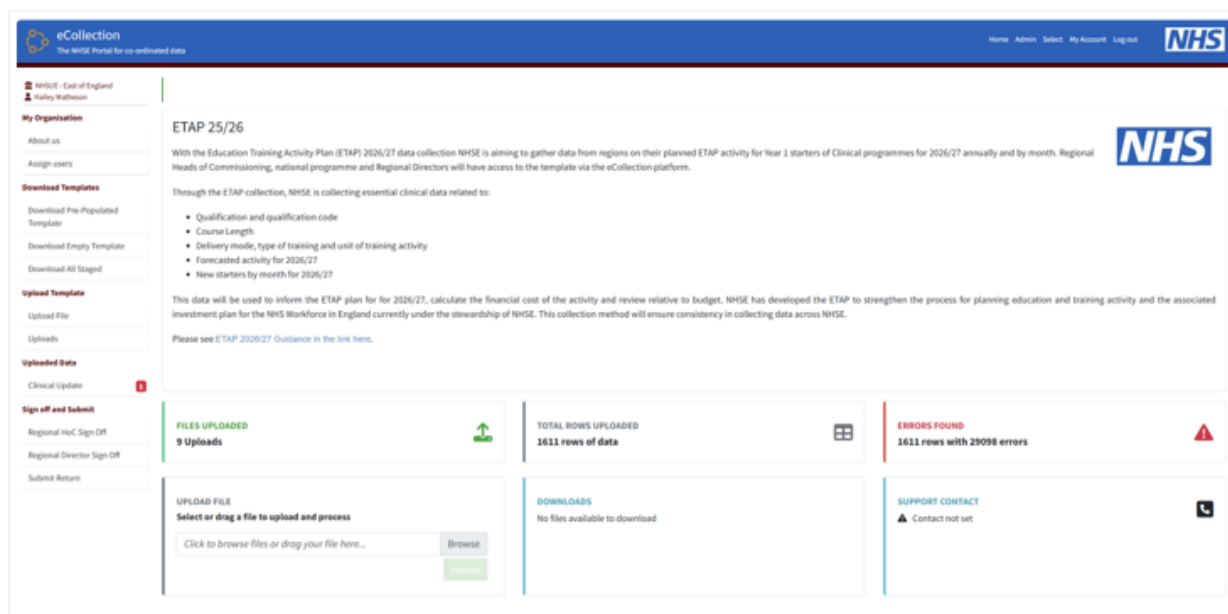 eCollection
The NHSE Portal for co-ordinated data
Home Admin Select My Account Log out
NHS
NHS/E - East of England
Hailey Matheson
My Organisation
About us
Assign users
Download Templates
Download Pre-Populated
Template
Download Empty Template
Download All Staged
Upload Template
Upload File
Uploads
Uploaded Data
Clinical Update
Sign off and Submit
Regional HoC Sign Off
Regional Director Sign Off
Submit Return
ETAP 25/26
NHS
With the Education Training Activity Plan (ETAP) 2026/27 data collection NHSE is aiming to gather data from regions on their planned ETAP activity for Year 1 starters of Clinical programmes for 2026/27 annually and by month. Regional
Heads of Commissioning, national programme and Regional Directors will have access to the template via the eCollection platform.
Through the ETAP collection, NHSE is collecting essential clinical data related to:
• Qualification and qualification code
• Course Length
• Delivery mode, type of training and unit of training activity
• Forecasted activity for 2026/27
• New starters by month for 2026/27
This data will be used to inform the ETAP plan for for 2026/27, calculate the financial cost of the activity and review relative to budget. NHSE has developed the ETAP to strengthen the process for planning education and training activity and the associated
investment plan for the NHS Workforce in England currently under the stewardship of NHSE. This collection method will ensure consistency in collecting data across NHSE.
Please see ETAP 2026/27 Guidance in the link here.
FILES UPLOADED
9 Uploads
TOTAL ROWS UPLOADED
1611 rows of data
ERRORS FOUND
1611 rows with 29098 errors
UPLOAD FILE
Select or drag a file to upload and process
Click to browse files or drag your file here...
Browse
Upload
DOWNLOADS
No files available to download
SUPPORT CONTACT
Contact not set